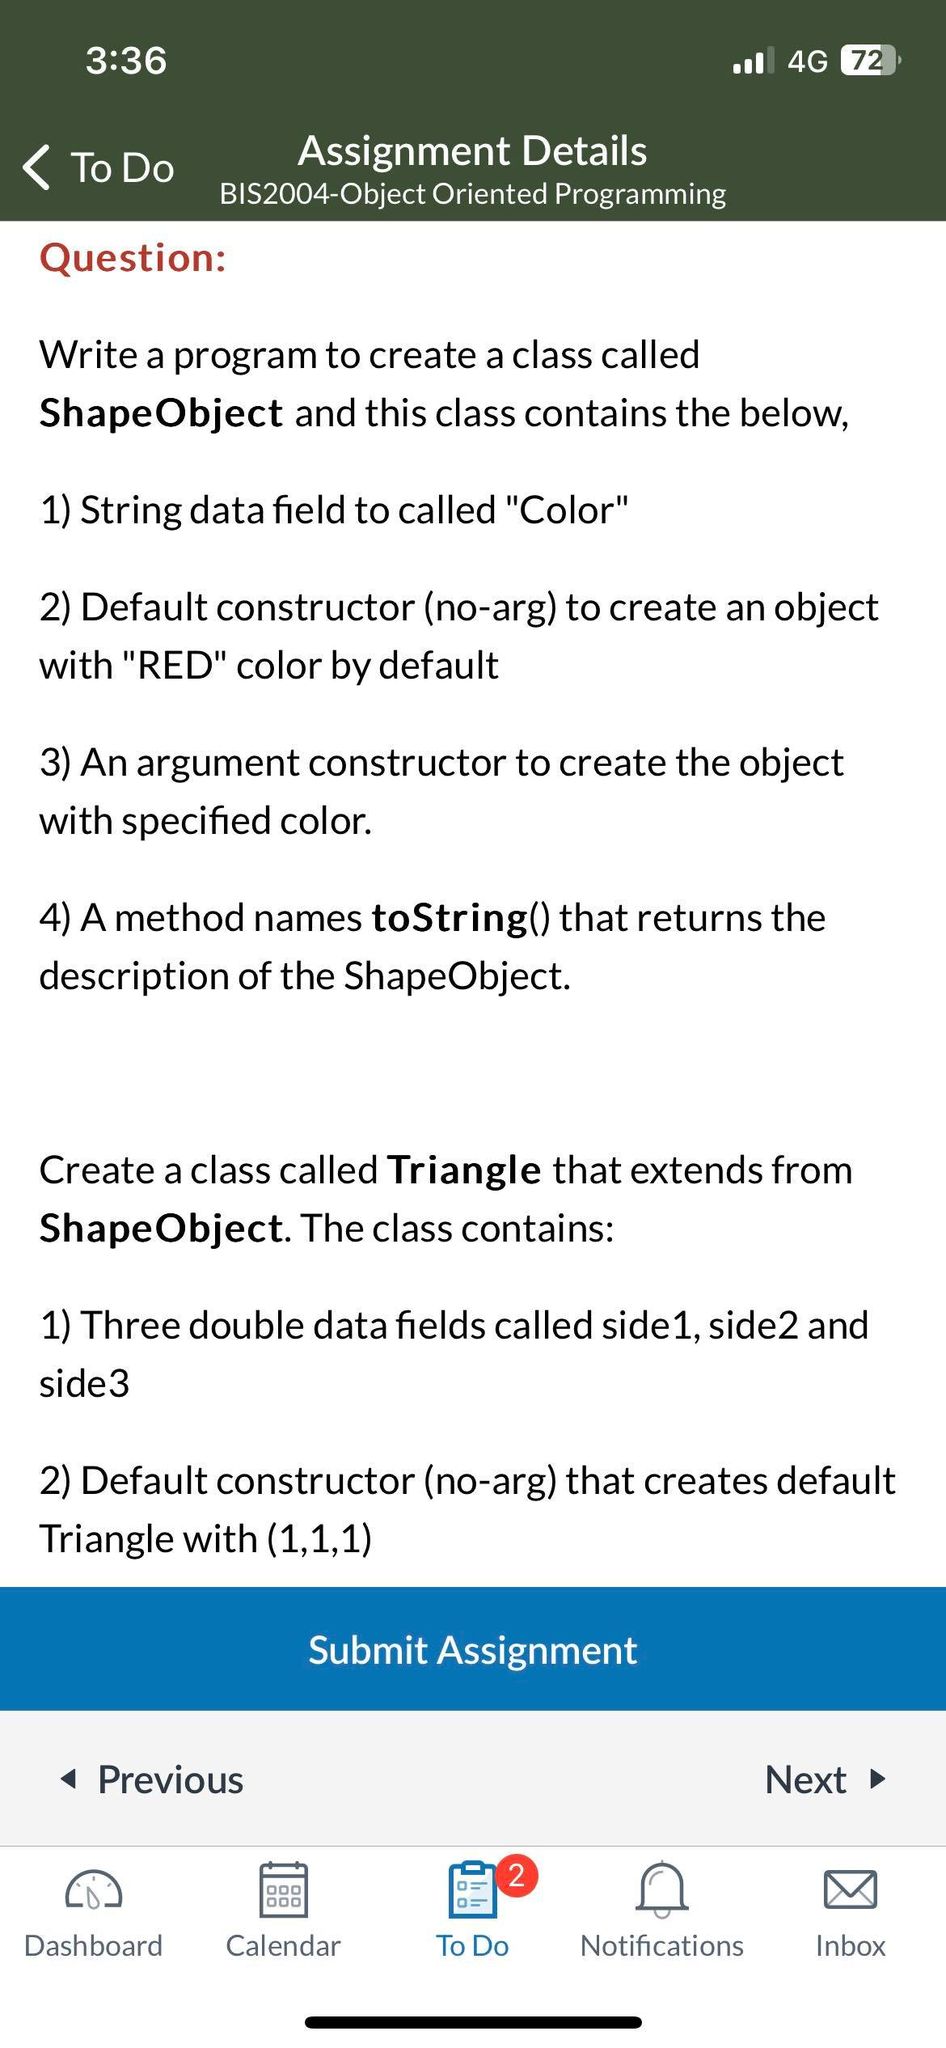 3:36
4G 72
To Do
Assignment Details
BIS2004-Object Oriented Programming
Question:
Write a program to create a class called
ShapeObject and this class contains the below,
1) String data field to called "Color"
2) Default constructor (no-arg) to create an object
with "RED" color by default
3) An argument constructor to create the object
with specified color.
4) A method names toString() that returns the
description of the ShapeObject.
Create a class called Triangle that extends from
ShapeObject. The class contains:
1) Three double data fields called side1, side2 and
side3
2) Default constructor (no-arg) that creates default
Triangle with (1,1,1)
Submit Assignment
Previous
Next
2
Dashboard
Calendar
To Do
Notifications
Inbox